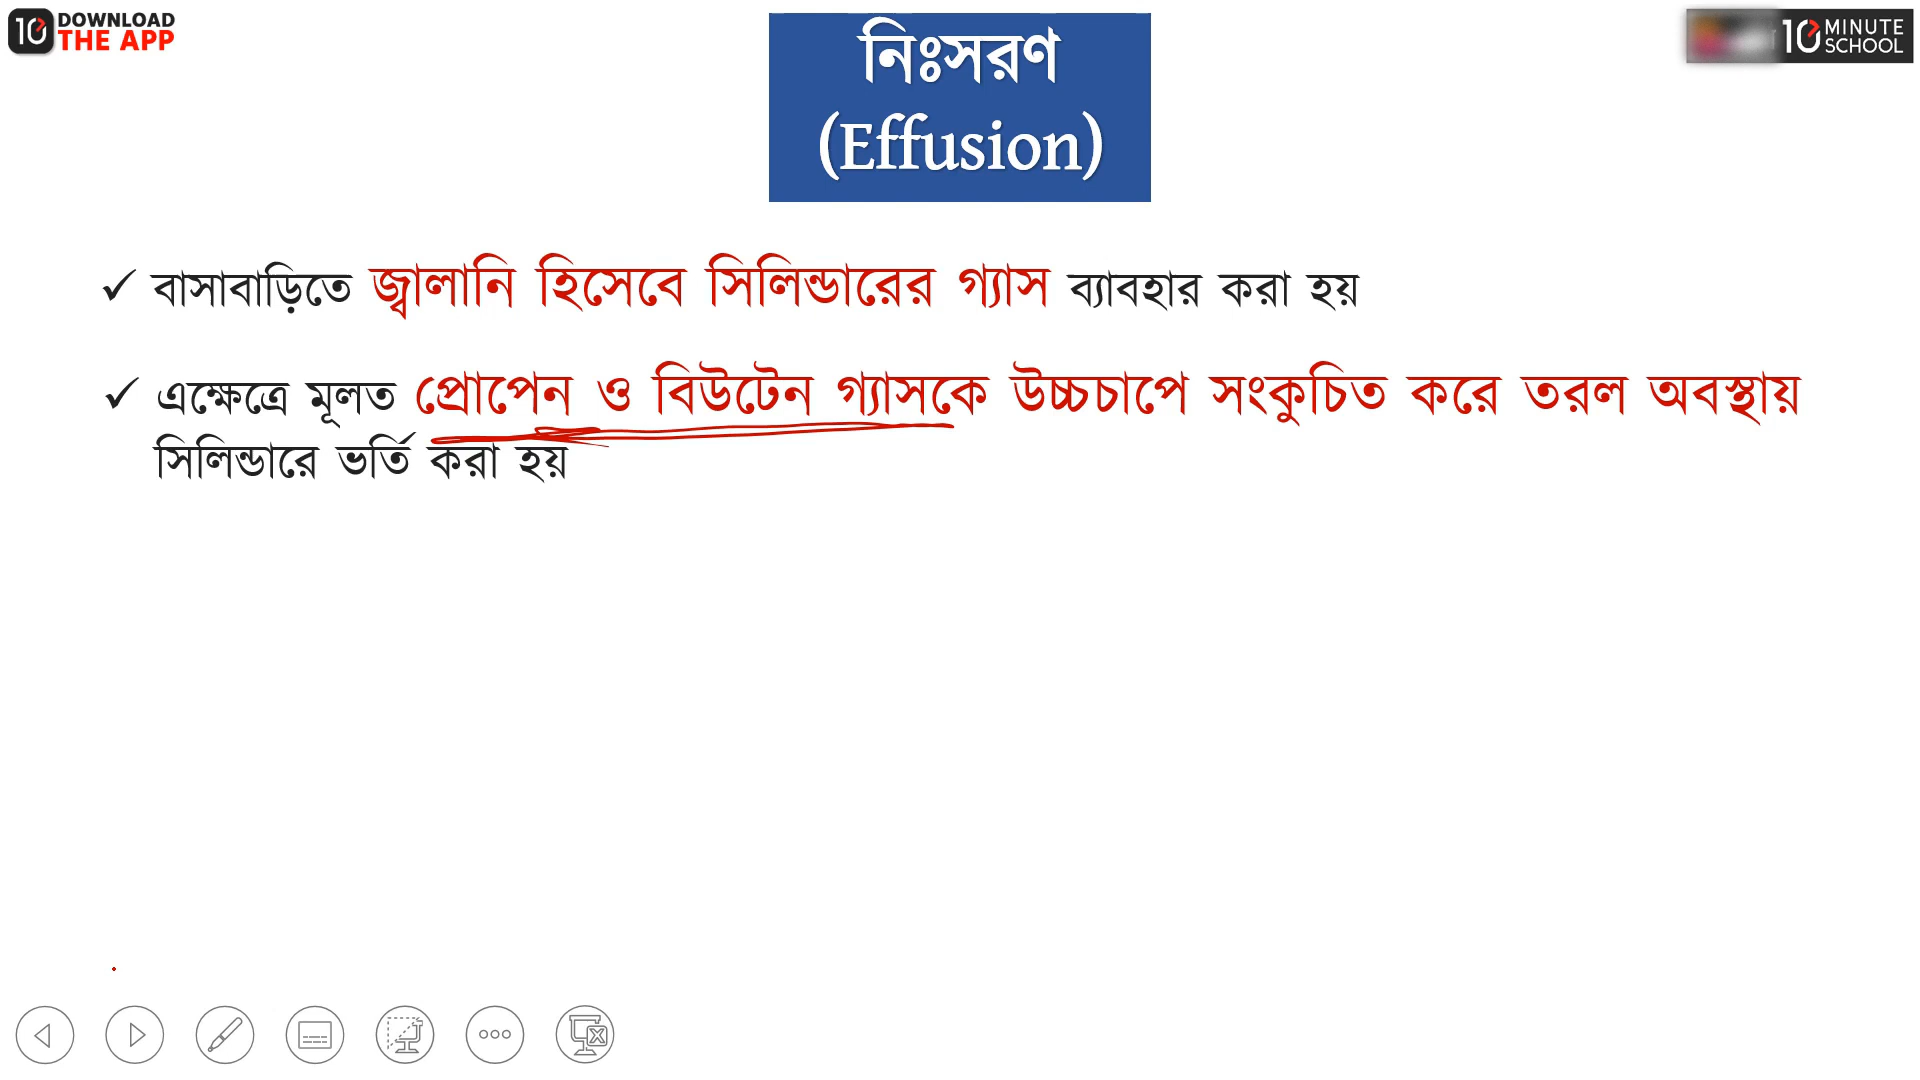 DOWNLOAD
THE APP
নিঃসরণ
(Effusion)
10 MINUTE
SCHOOL
✓ বাসাবাড়িতে জ্বালানি হিসেবে সিলিন্ডারের গ্যাস ব্যাবহার করা হয়
✓ এক্ষেত্রে মূলত প্রোপেন ও বিউটেন গ্যাসকে উচ্চচাপে সংকুচিত করে তরল অবস্থায়
সিলিন্ডারে ভর্তি করা হয়